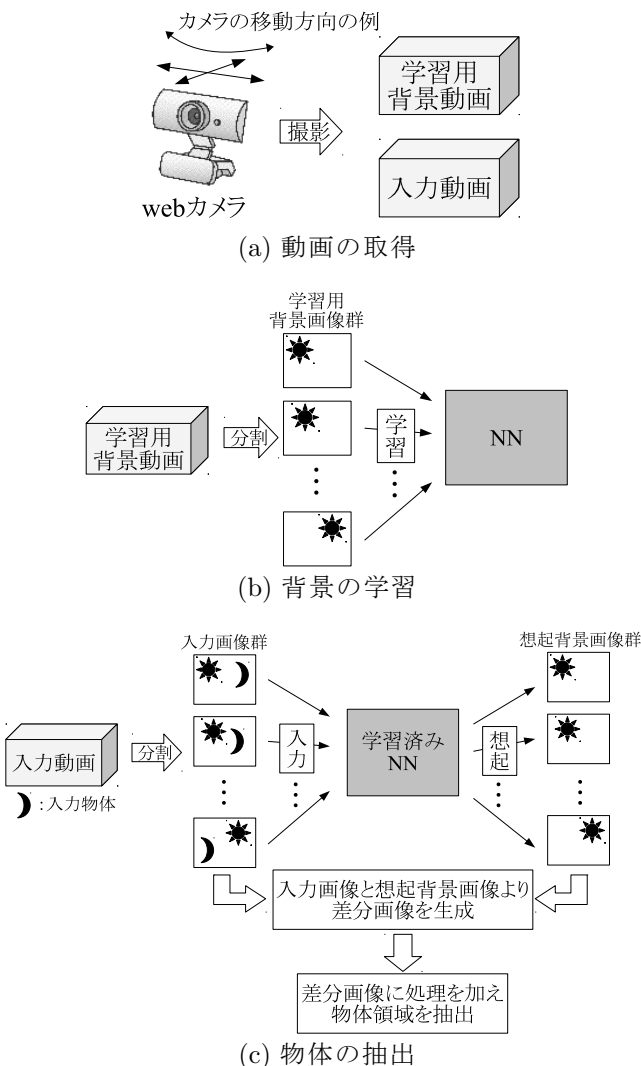 カメラの移動方向の例
学習用
背景動画
撮影
入力動画
webカメラ
(a) 動画の取得
学習用
背景画像群
学習用
背景動画
分割
学習
NN
(b) 背景の学習
入力画像群
想起背景画像群
入力動画
分割
入力
学習済み
NN
想起
:入力物体
入力画像と想起背景画像より
差分画像を生成
差分画像に処理を加え
物体領域を抽出
(c) 物体の抽出